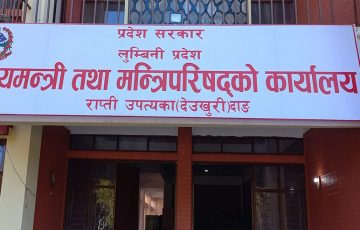 प्रदेश सरकार
लुम्बिनी प्रदेश
यमन्त्री तथा मन्त्रिपरिषद्को कार्यालय
राप्ती उपत्यका(देउखुरी)दाङ